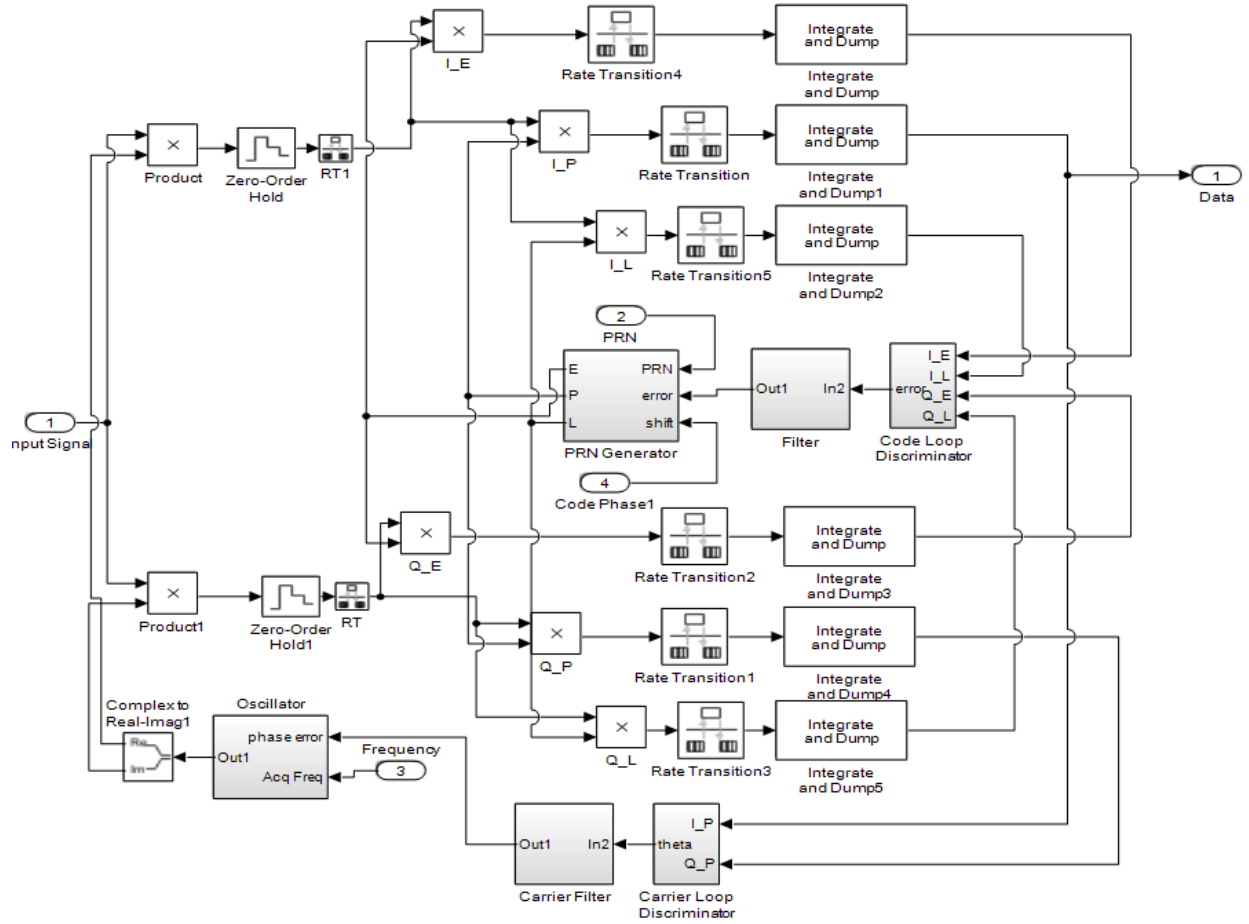 I_E
Rate Transition4
Integrate
and Dump
Integrate
and Dump
Product
Zero-Order
Hold
RT1
I_P
Rate Transition
Integrate
and Dump
Integrate
and Dump1
1
Data
I_L
Rate Transition5
Integrate
and Dump
Integrate
and Dump2
2
PRN
E
P
L
PRN
error
shift
PRN Generator
Out1
In2
Filter
I_E
I_L
error
Q_E
Q_L
Code Loop
Discriminator
1
nput Signal
4
Code Phase1
Q_E
Rate Transition2
Integrate
and Dump
Integrate
and Dump3
Product1
Zero-Order
Hold1
RT
Q_P
Rate Transition1
Integrate
and Dump
Integrate
and Dump4
Complex to
Real-Imag1
Re
Im
Oscillator
phase error
Out1
Acq Freq
Frequency
3
Q_L
Rate Transition3
Integrate
and Dump
Integrate
and Dump5
Out1
In2
Carrier Filter
I_P
theta
Q_P
Carrier Loop
Discriminator